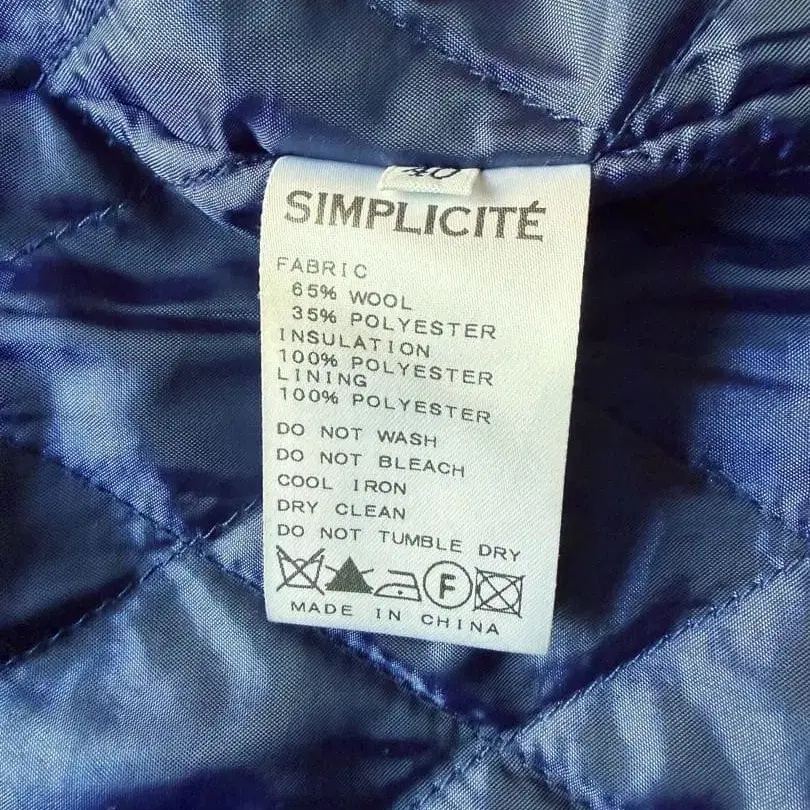 40
SIMPLICITÉ
FABRIC
65% WOOL
35% POLYESTER
INSULATION
100% POLYESTER
LINING
100% POLYESTER
DO NOT WASH
DO NOT BLEACH
COOL IRON
DRY CLEAN
DO NOT TUMBLE DRY
F
MADE IN CHINA